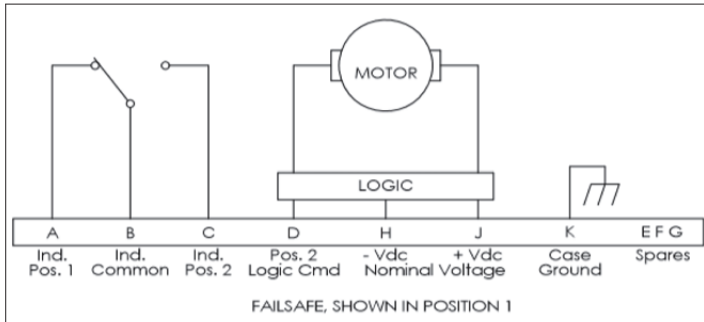 MOTOR
LOGIC
A B C D H J K E F G
Ind. Ind. Ind. Pos. 2 - Vdc + Vdc Case Spares
Pos. 1 Common Pos. 2 Logic Cmd Nominal Voltage Ground
FAILSAFE, SHOWN IN POSITION 1